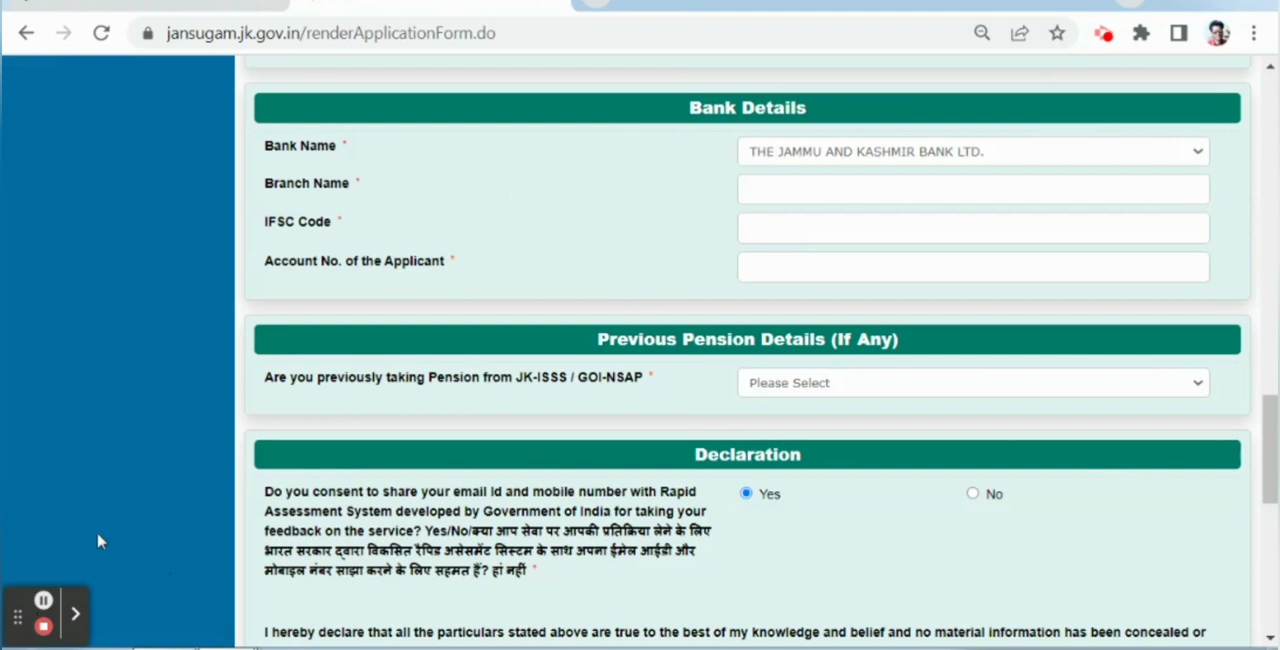 jansugam.jk.gov.in/renderApplicationForm.do
Bank Details
Bank Name *
THE JAMMU AND KASHMIR BANK LTD.
Branch Name *
IFSC Code *
Account No. of the Applicant *
Previous Pension Details (If Any)
Are you previously taking Pension from JK-ISSS / GOI-NSAP *
Please Select
Declaration
Do you consent to share your email Id and mobile number with Rapid
Yes
No
Assessment System developed by Government of India for taking your
feedback on the service? Yes/No/क्या आप सेवा पर आपकी प्रतिक्रिया लेने के लिए
भारत सरकार द्वारा विकसित रैपिड असेसमेंट सिस्टम के साथ अपना ईमेल आईडी और
मोबाइल नंबर साझा करने के लिए सहमत हैं? हां नहीं *
I hereby declare that all the particulars stated above are true to the best of my knowledge and belief and no material information has been concealed or